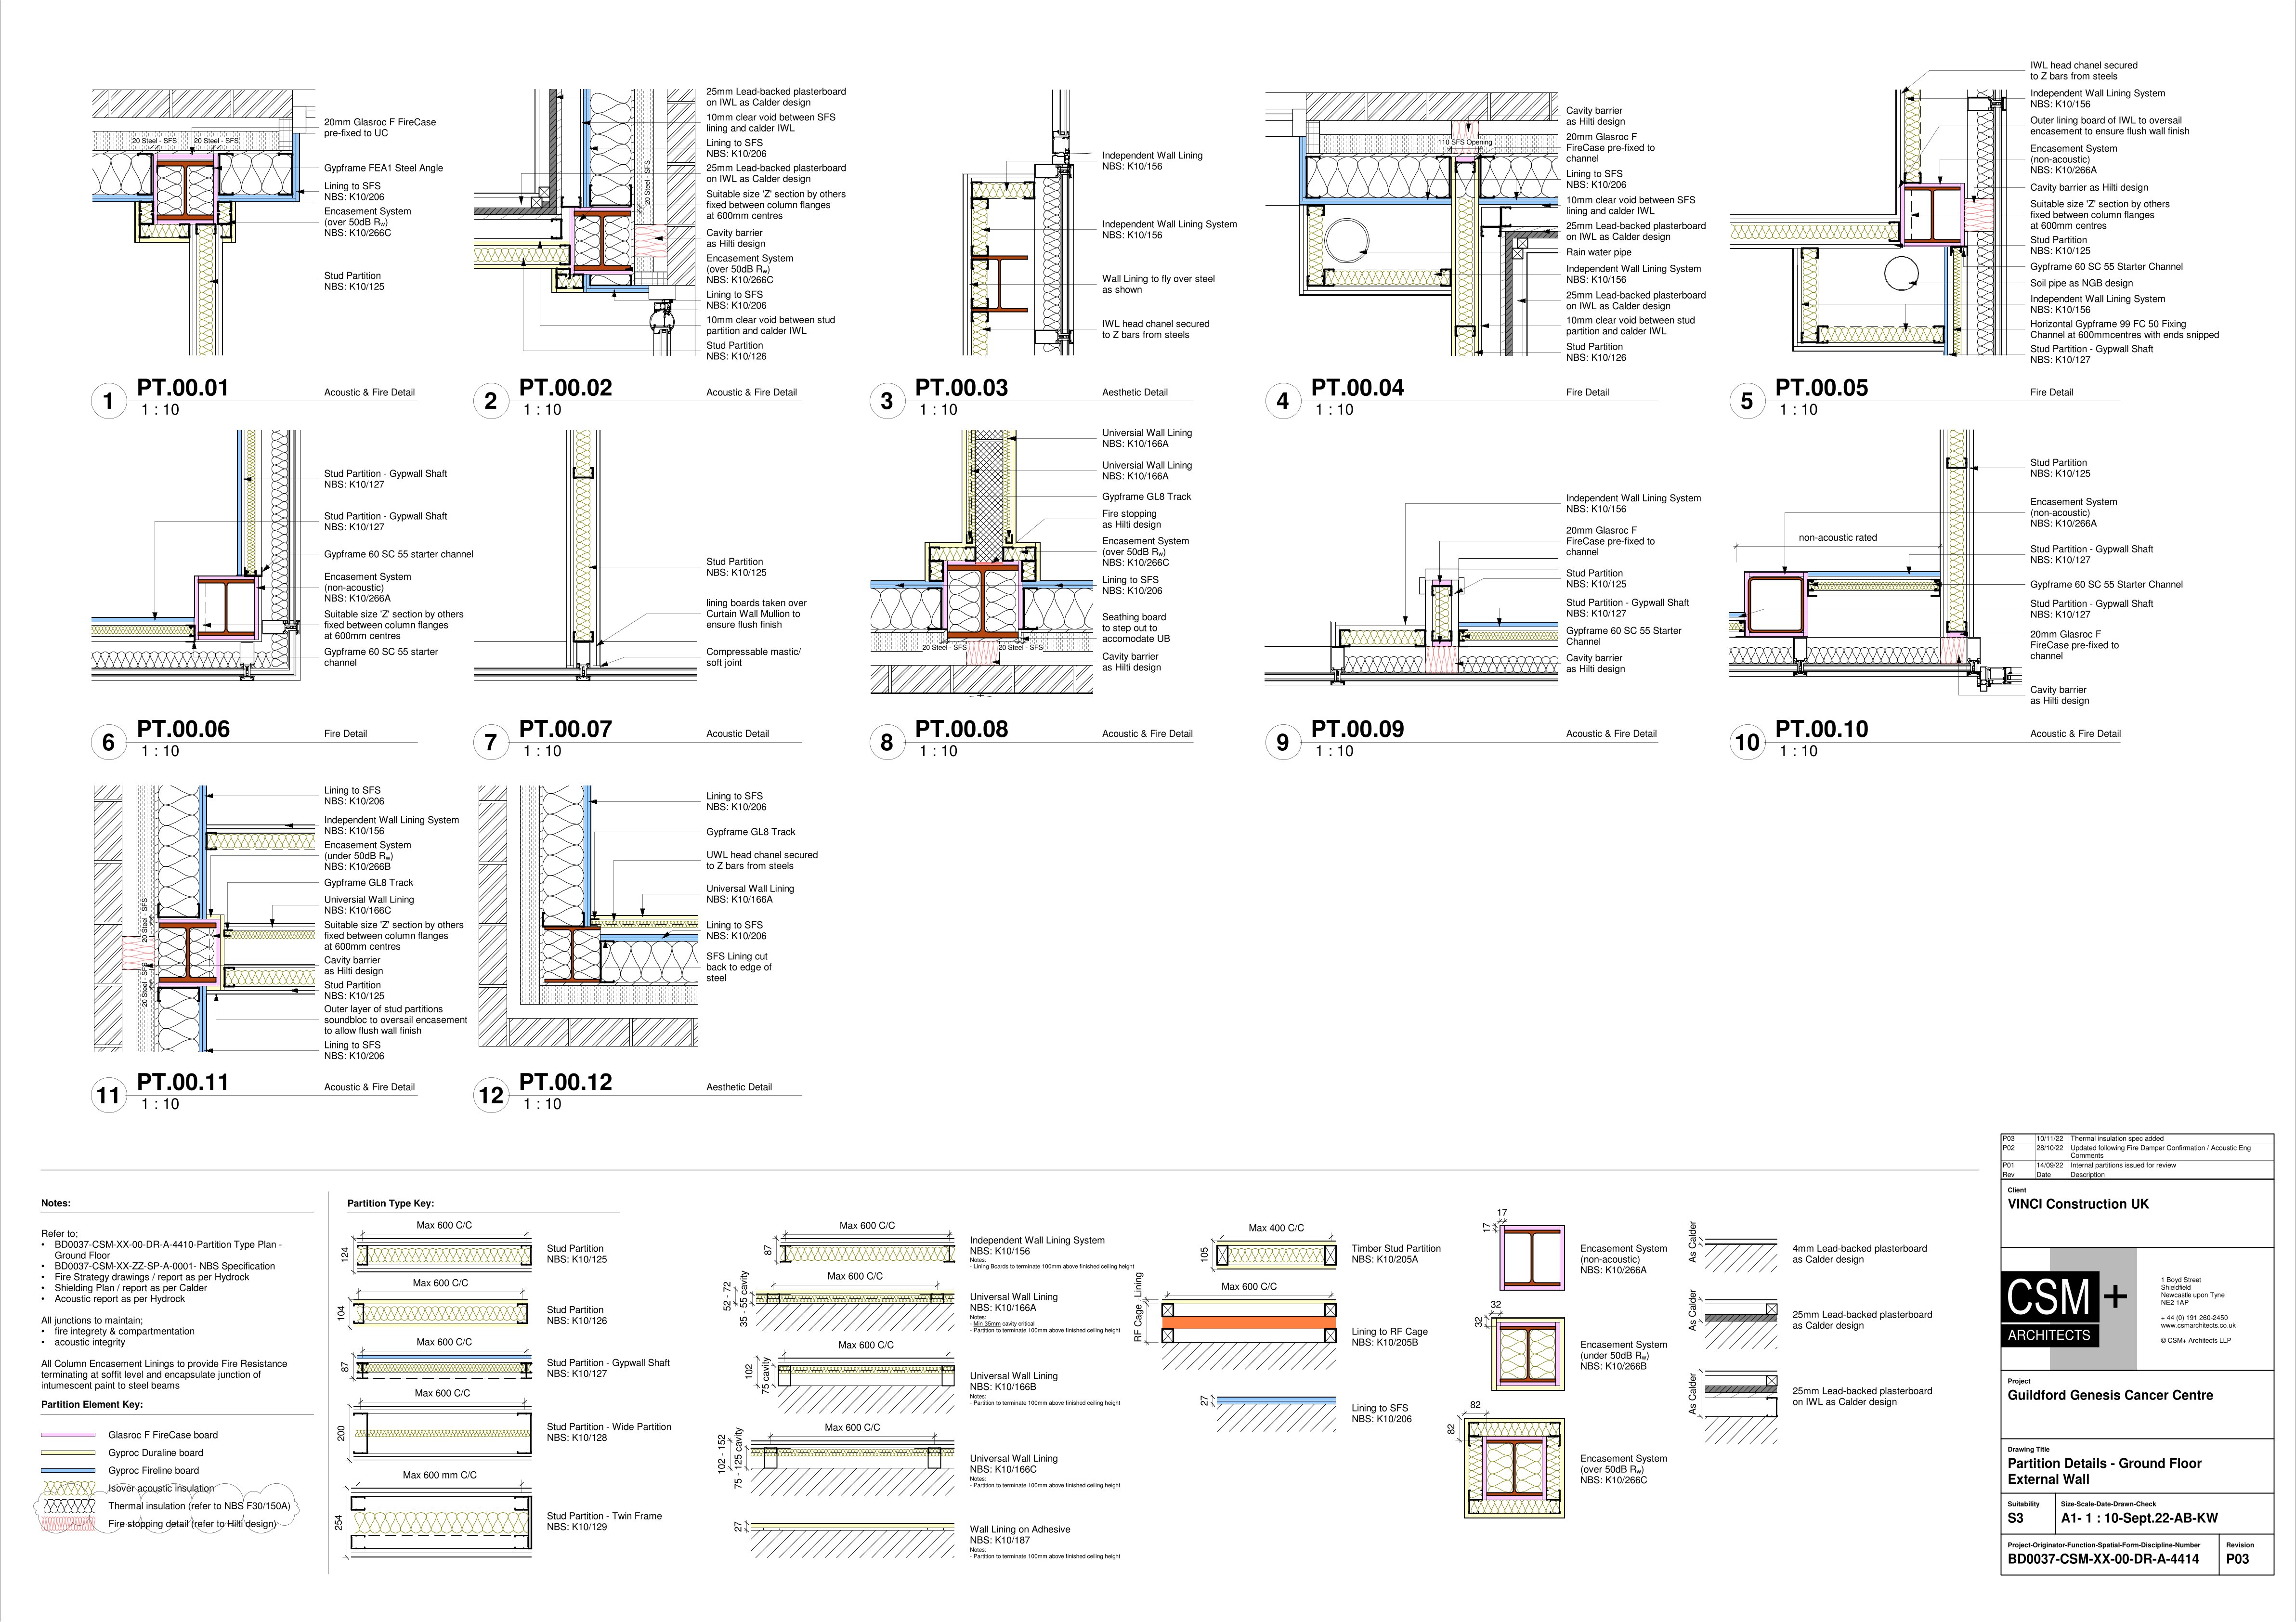 20 Steel - SFS
20 Steel - SFS
20mm Glasroc F FireCase
pre-fixed to UC
Gypframe FEA1 Steel Angle
Lining to SFS
NBS: K10/206
Encasement System
(over 50dB Rw)
NBS: K10/266C
Stud Partition
NBS: K10/125
1
PT.00.01
1 : 10
Acoustic & Fire Detail
20 Steel - SFS
25mm Lead-backed plasterboard
on IWL as Calder design
10mm clear void between SFS
lining and calder IWL
Lining to SFS
NBS: K10/206
25mm Lead-backed plasterboard
on IWL as Calder design
Suitable size 'Z' section by others
fixed between column flanges
at 600mm centres
Cavity barrier
as Hilti design
Encasement System
(over 50dB Rw)
NBS: K10/266C
Lining to SFS
NBS: K10/206
10mm clear void between stud
partition and calder IWL
Stud Partition
NBS: K10/126
2
PT.00.02
1 : 10
Acoustic & Fire Detail
Independent Wall Lining
NBS: K10/156
Independent Wall Lining System
NBS: K10/156
Wall Lining to fly over steel
as shown
IWL head chanel secured
to Z bars from steels
3
PT.00.03
1 : 10
Aesthetic Detail
110 SFS Opening
Cavity barrier
as Hilti design
20mm Glasroc F
FireCase pre-fixed to
channel
Lining to SFS
NBS: K10/206
10mm clear void between SFS
lining and calder IWL
25mm Lead-backed plasterboard
on IWL as Calder design
Rain water pipe
Independent Wall Lining System
NBS: K10/156
25mm Lead-backed plasterboard
on IWL as Calder design
10mm clear void between stud
partition and calder IWL
Stud Partition
NBS: K10/126
4
PT.00.04
1 : 10
Fire Detail
IWL head chanel secured
to Z bars from steels
Independent Wall Lining System
NBS: K10/156
Outer lining board of IWL to oversail
encasement to ensure flush wall finish
Encasement System
(non-acoustic)
NBS: K10/266A
Cavity barrier as Hilti design
Suitable size 'Z' section by others
fixed between column flanges
at 600mm centres
Stud Partition
NBS: K10/125
Gypframe 60 SC 55 Starter Channel
Soil pipe as NGB design
Independent Wall Lining System
NBS: K10/156
Horizontal Gypframe 99 FC 50 Fixing
Channel at 600mmcentres with ends snipped
Stud Partition - Gypwall Shaft
NBS: K10/127
5
PT.00.05
1 : 10
Fire Detail
Stud Partition - Gypwall Shaft
NBS: K10/127
Stud Partition - Gypwall Shaft
NBS: K10/127
Gypframe 60 SC 55 starter channel
Encasement System
(non-acoustic)
NBS: K10/266A
Suitable size 'Z' section by others
fixed between column flanges
at 600mm centres
Gypframe 60 SC 55 starter
channel
6
PT.00.06
1 : 10
Fire Detail
Stud Partition
NBS: K10/125
lining boards taken over
Curtain Wall Mullion to
ensure flush finish
Compressable mastic/
soft joint
7
PT.00.07
1 : 10
Acoustic Detail
20 Steel - SFS
20 Steel - SFS
Universial Wall Lining
NBS: K10/166A
Universial Wall Lining
NBS: K10/166A
Gypframe GL8 Track
Fire stopping
as Hilti design
Encasement System
(over 50dB Rw)
NBS: K10/266C
Lining to SFS
NBS: K10/206
Seathing board
to step out to
accomodate UB
Cavity barrier
as Hilti design
8
PT.00.08
1 : 10
Acoustic & Fire Detail
Independent Wall Lining System
NBS: K10/156
20mm Glasroc F
FireCase pre-fixed to
channel
Stud Partition
NBS: K10/125
Stud Partition - Gypwall Shaft
NBS: K10/127
Gypframe 60 SC 55 Starter
Channel
Cavity barrier
as Hilti design
9
PT.00.09
1 : 10
Acoustic & Fire Detail
non-acoustic rated
Stud Partition
NBS: K10/125
Encasement System
(non-acoustic)
NBS: K10/266A
Stud Partition - Gypwall Shaft
NBS: K10/127
Gypframe 60 SC 55 Starter Channel
Stud Partition - Gypwall Shaft
NBS: K10/127
20mm Glasroc F
FireCase pre-fixed to
channel
Cavity barrier
as Hilti design
10
PT.00.10
1 : 10
Acoustic & Fire Detail
20 Steel - SFS
20 Steel - SFS
Lining to SFS
NBS: K10/206
Independent Wall Lining System
NBS: K10/156
Encasement System
(under 50dB Rw)
NBS: K10/266B
Gypframe GL8 Track
Universial Wall Lining
NBS: K10/166C
Suitable size 'Z' section by others
fixed between column flanges
at 600mm centres
Cavity barrier
as Hilti design
Stud Partition
NBS: K10/125
Outer layer of stud partitions
soundbloc to oversail encasement
to allow flush wall finish
Lining to SFS
NBS: K10/206
11
PT.00.11
1 : 10
Acoustic & Fire Detail
Lining to SFS
NBS: K10/206
Gypframe GL8 Track
UWL head chanel secured
to Z bars from steels
Universal Wall Lining
NBS: K10/166A
Lining to SFS
NBS: K10/206
SFS Lining cut
back to edge of
steel
12
PT.00.12
1 : 10
Aesthetic Detail
Notes:
Refer to;
• BD0037-CSM-XX-00-DR-A-4410-Partition Type Plan -
Ground Floor
• BD0037-CSM-XX-ZZ-SP-A-0001- NBS Specification
• Fire Strategy drawings / report as per Hydrock
• Shielding Plan / report as per Calder
• Acoustic report as per Hydrock
All junctions to maintain;
• fire integrety & compartmentation
• acoustic integrity
All Column Encasement Linings to provide Fire Resistance
terminating at soffit level and encapsulate junction of
intumescent paint to steel beams
Partition Element Key:
Glasroc F FireCase board
Gyproc Duraline board
Gyproc Fireline board
Isover acoustic insulation
Thermal insulation (refer to NBS F30/150A)
Fire stopping detail (refer to Hilti design)
Partition Type Key:
Max 600 C/C
124
Stud Partition
NBS: K10/125
Max 600 C/C
104
Stud Partition
NBS: K10/126
Max 600 C/C
87
Stud Partition - Gypwall Shaft
NBS: K10/127
Max 600 C/C
200
Stud Partition - Wide Partition
NBS: K10/128
Max 600 mm C/C
254
Stud Partition - Twin Frame
NBS: K10/129
Max 600 C/C
87
Independent Wall Lining System
NBS: K10/156
Notes:
- Lining Boards to terminate 100mm above finished ceiling height
Max 600 C/C
52 - 72
35 - 55 cavity
Universal Wall Lining
NBS: K10/166A
Notes:
- Min 35mm cavity critical
- Partition to terminate 100mm above finished ceiling height
Max 600 C/C
102
75 cavity
Universal Wall Lining
NBS: K10/166B
Notes:
- Partition to terminate 100mm above finished ceiling height
Max 600 C/C
102 - 152
75 - 125 cavity
Universal Wall Lining
NBS: K10/166C
Notes:
- Partition to terminate 100mm above finished ceiling height
27
Wall Lining on Adhesive
NBS: K10/187
Notes:
- Partition to terminate 100mm above finished ceiling height
Max 400 C/C
105
Timber Stud Partition
NBS: K10/205A
Max 600 C/C
RF Cage Lining
Lining to RF Cage
NBS: K10/205B
27
Lining to SFS
NBS: K10/206
17
17
Encasement System
(non-acoustic)
NBS: K10/266A
32
32
Encasement System
(under 50dB Rw)
NBS: K10/266B
82
82
Encasement System
(over 50dB Rw)
NBS: K10/266C
As Calder
4mm Lead-backed plasterboard
as Calder design
As Calder
25mm Lead-backed plasterboard
as Calder design
As Calder
25mm Lead-backed plasterboard
on IWL as Calder design
P03 10/11/22 Thermal insulation spec added
P02 28/10/22 Updated following Fire Damper Confirmation / Acoustic Eng
Comments
P01 14/09/22 Internal partitions issued for review
Rev Date Description
Client
VINCI Construction UK
CSM+
ARCHITECTS
1 Boyd Street
Shieldfield
Newcastle upon Tyne
NE2 1AP
+ 44 (0) 191 260-2450
www.csmarchitects.co.uk
© CSM+ Architects LLP
Project
Guildford Genesis Cancer Centre
Drawing Title
Partition Details - Ground Floor
External Wall
Suitability
S3
Size-Scale-Date-Drawn-Check
A1- 1 : 10-Sept.22-AB-KW
Project-Originator-Function-Spatial-Form-Discipline-Number
BD0037-CSM-XX-00-DR-A-4414
Revision
P03